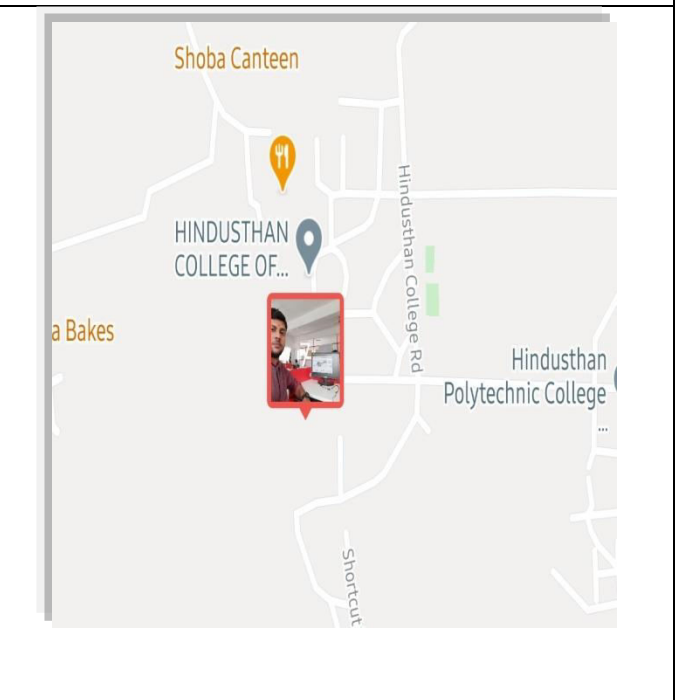 Shoba Canteen
HINDUSTHAN
COLLEGE OF...
Hindusthan College Rd
a Bakes
Hindusthan
Polytechnic College
...
Shortcut